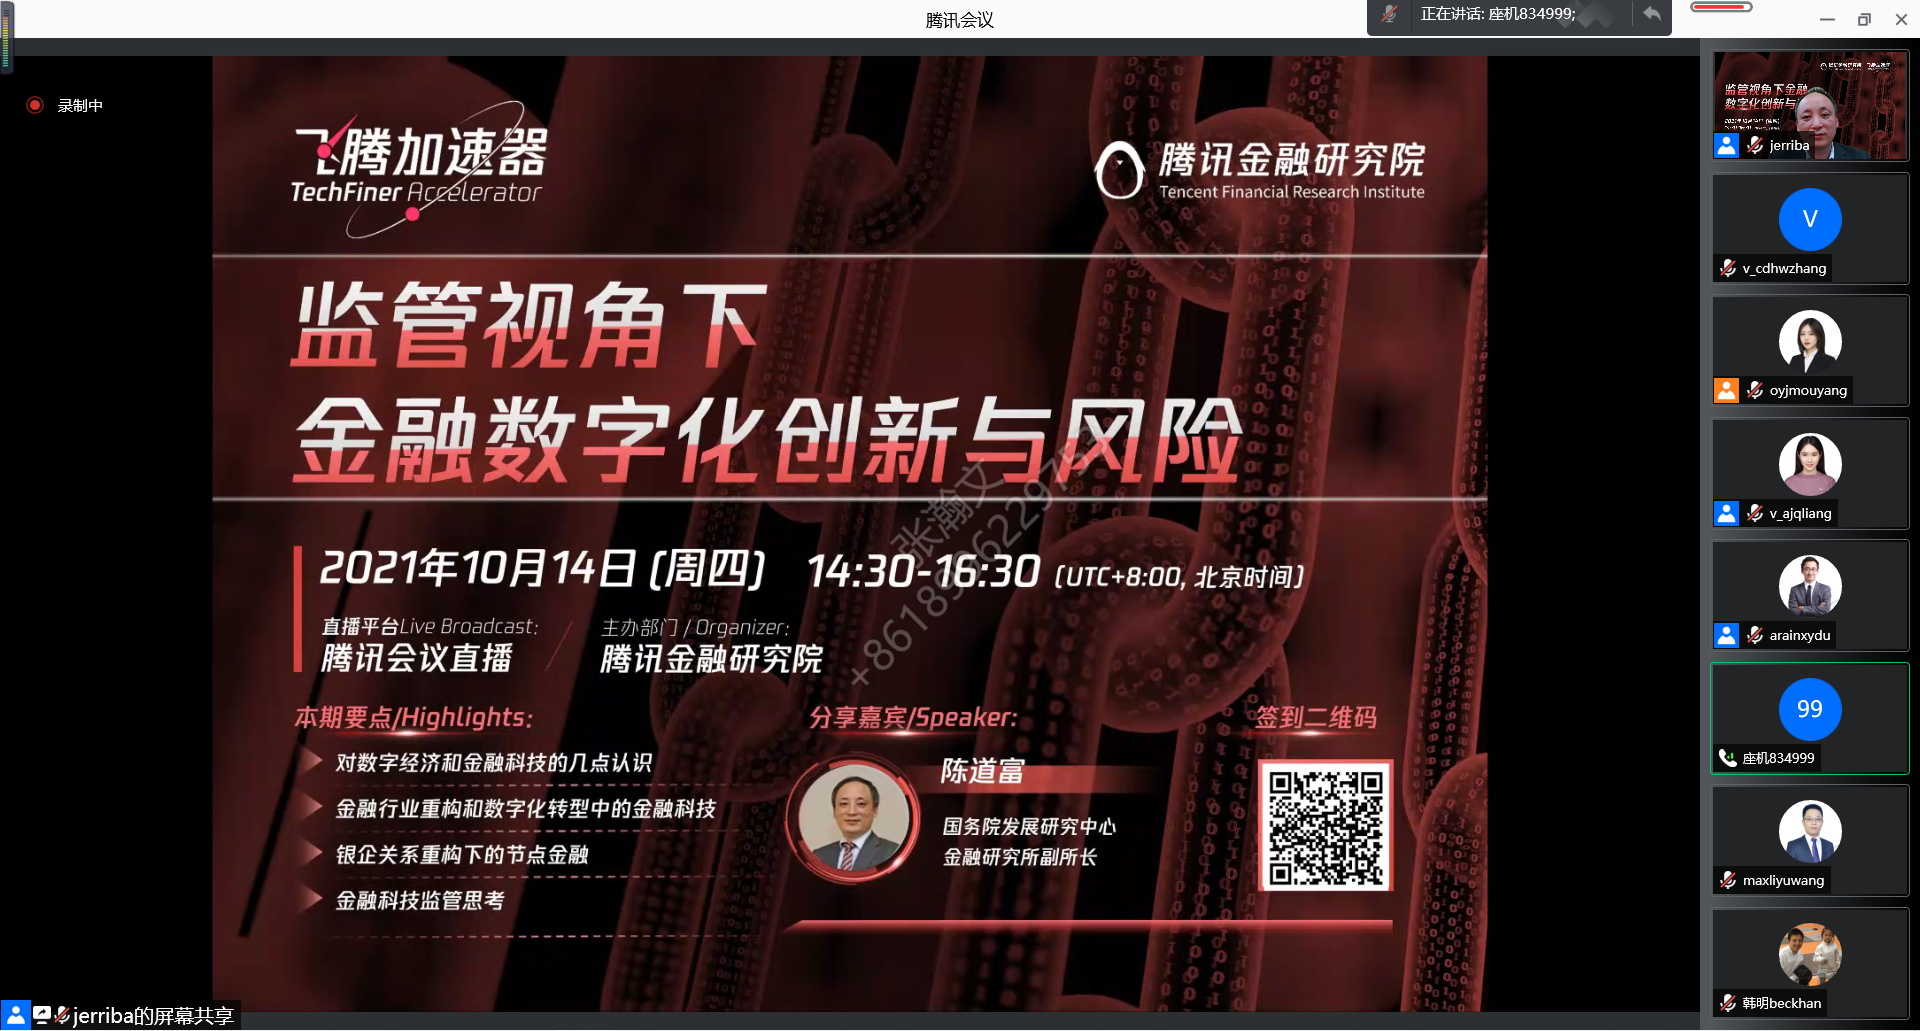 腾讯会议
正在讲话: 座机834999;
录制中
飞腾加速器
TechFiner Accelerator
腾讯金融研究院
Tencent Financial Research Institute
监管视角下
金融数字化创新与风险
2021年10月14日 (周四) 14:30-16:30 (UTC+8:00, 北京时间)
直播平台Live Broadcast:
腾讯会议直播
主办部门 / Organizer:
腾讯金融研究院
本期要点/Highlights:
对数字经济和金融科技的几点认识
金融行业重构和数字化转型中的金融科技
银企关系重构下的节点金融
金融科技监管思考
分享嘉宾/Speaker:
陈道富
国务院发展研究中心
金融研究所副所长
签到二维码
张瀚文
jerriba的屏幕共享
监管视角下金融
jerriba
V
v_cdhwzhang
oyjmouyang
v_ajqliang
arainxydu
99
座机834999
maxliyuwang
韩明beckhan